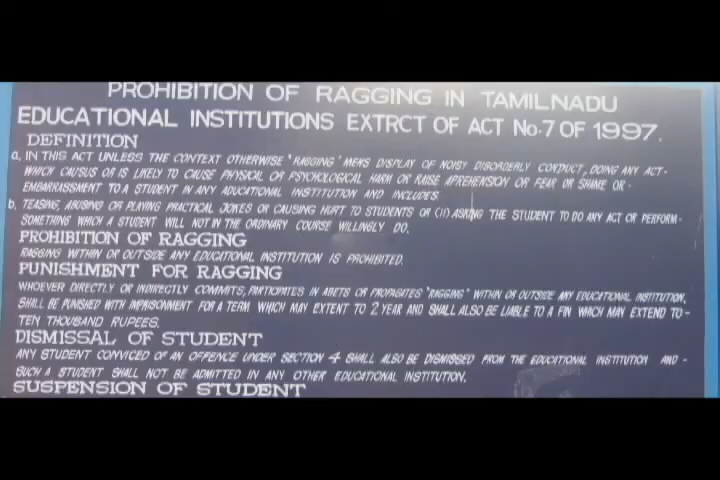 PROHIBITION OF RAGGING IN TAMILNADU
EDUCATIONAL INSTITUTIONS EXTRCT OF ACT No.7 OF 1997.
DEFINITION
a. IN THIS ACT UNLESS THE CONTEXT OTHERWISE "RAGGING" MENS DISPLAY OF NOISY DISORDERLY CONDUCT, DOING ANY ACT-
WHICH CAUSUS OR IS LIKELY TO CAUSE PHYSICAL OR PSYCHOLOGICAL HARM OR RAISE APREHENSION OR FEAR OR SHAME OR-
EMBARRASSMENT TO A STUDENT IN ANY ADUCATIONAL INSTITUTION AND INCLUDES.
b. TEASING, ABUSING OR PLAYING PRACTICAL JOKES OR CAUSING HURT TO STUDENTS OR (II) ASKING THE STUDENT TO DO ANY ACT OR PERFORM-
SOMETHING WHICH A STUDENT WILL NOT IN THE ORDINARY COURSE WILLINGLY DO.
PROHIBITION OF RAGGING
RAGGING WITHIN OR OUTSIDE ANY EDUCATIONAL INSTITUTION IS PROHIBITED.
PUNISHMENT FOR RAGGING
WHOEVER DIRECTLY OR INDIRECTLY COMMITS, PARTICIPATES IN ABETS OR PROPAGATES "RAGGING" WITHIN OR OUTSIDE ANY EDUCATIONAL INSTITUTION,
SHALL BE PUNISHED WITH IMPRISONMENT FOR A TERM WHICH MAY EXTENT TO 2 YEAR AND SHALL ALSO BE LIABLE TO A FIN WHICH MAY EXTEND TO-
TEN THOUSAND RUPEES.
DISMISSAL OF STUDENT
ANY STUDENT CONVICED OF AN OFFENCE UNDER SECTION 4 SHALL ALSO BE DISMISSED FROM THE EDUCATIONAL INSTITUTION AND-
SUCH A STUDENT SHALL NOT BE ADMITTED IN ANY OTHER EDUCATIONAL INSTITUTION.
SUSPENSION OF STUDENT